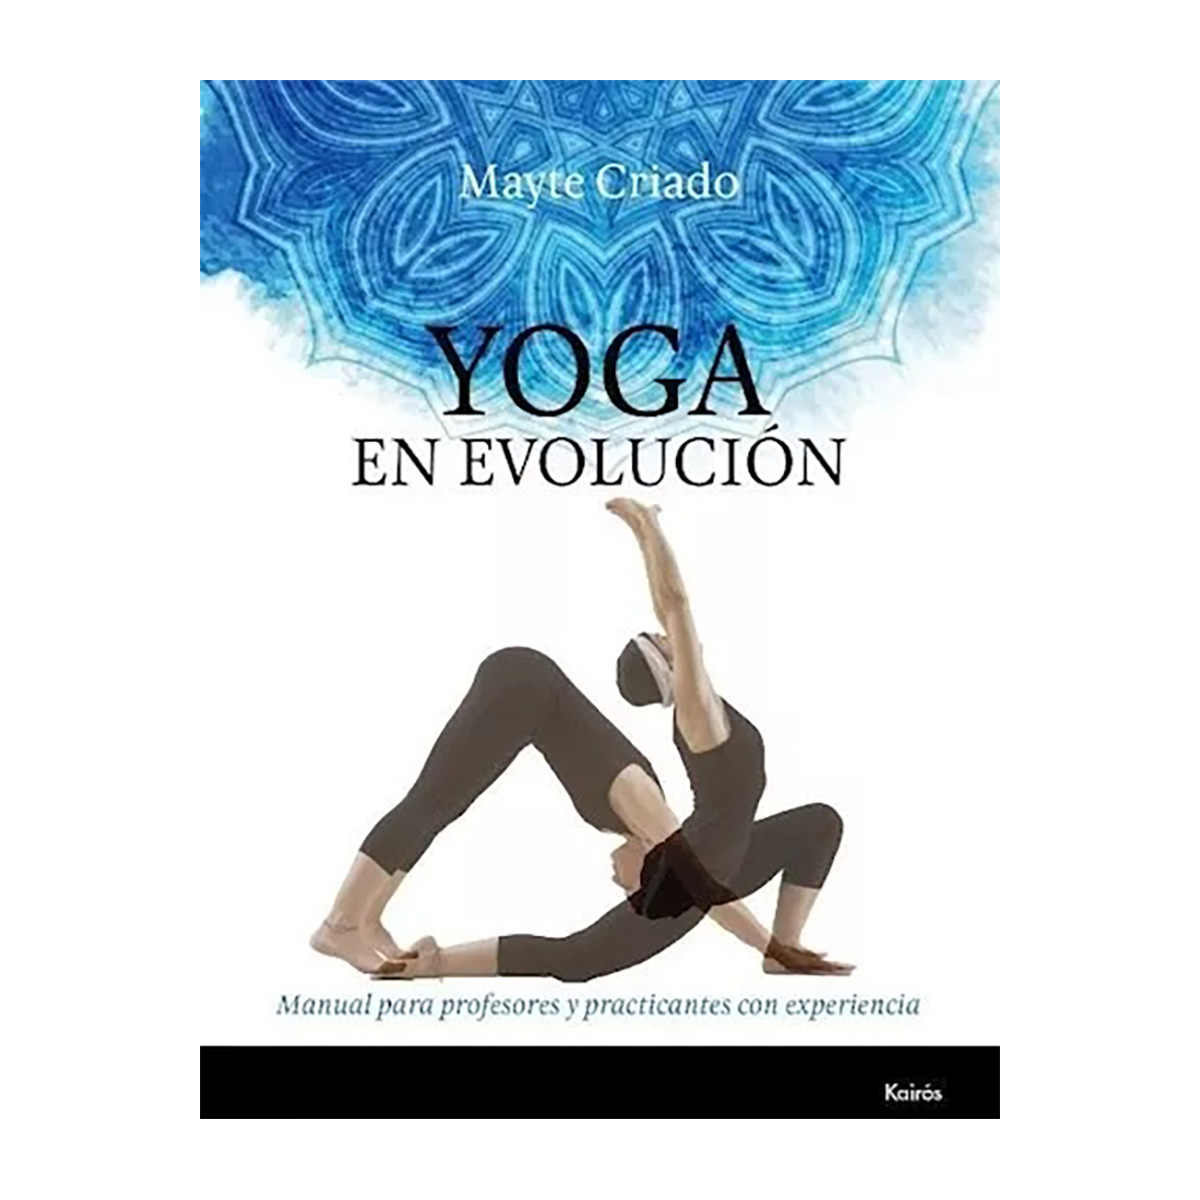 Mayte Criado
YOGA
EN EVOLUCIÓN
Manual para profesores y practicantes con experiencia
Kairós